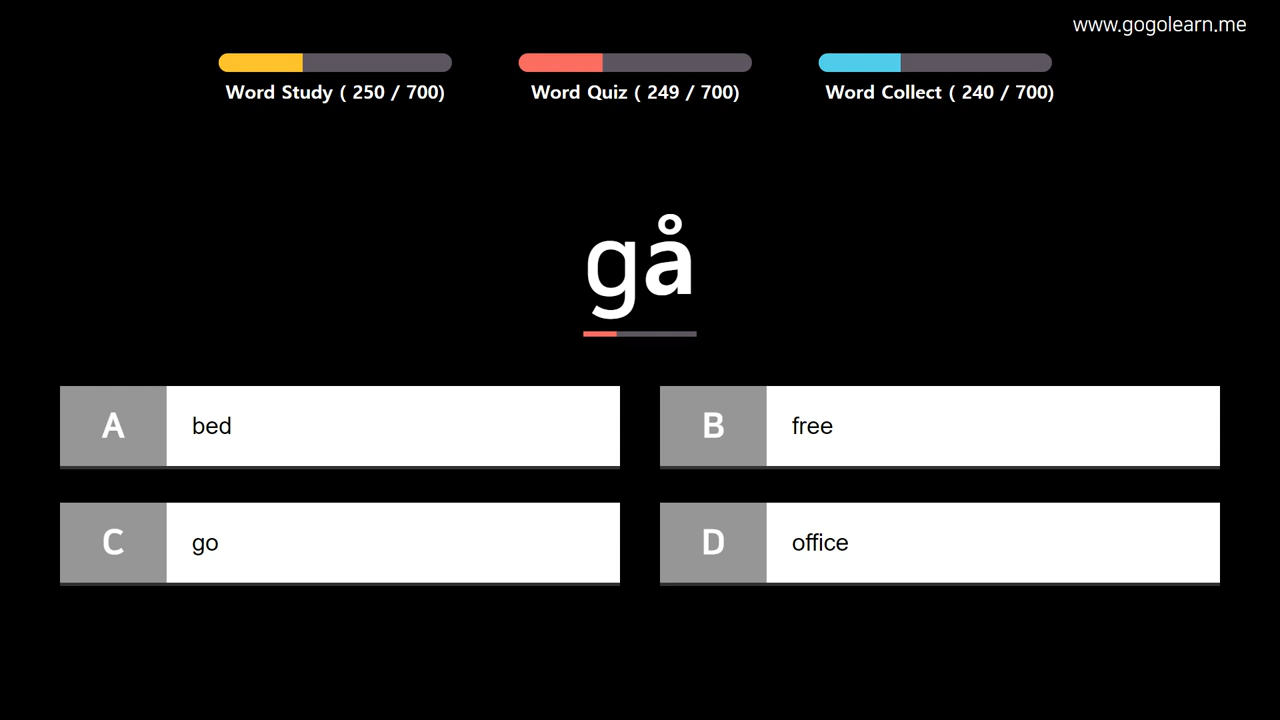 www.gogolearn.me
Word Study ( 250 / 700)
Word Quiz ( 249 / 700)
Word Collect ( 240 / 700)
gå
A bed
B free
C go
D office